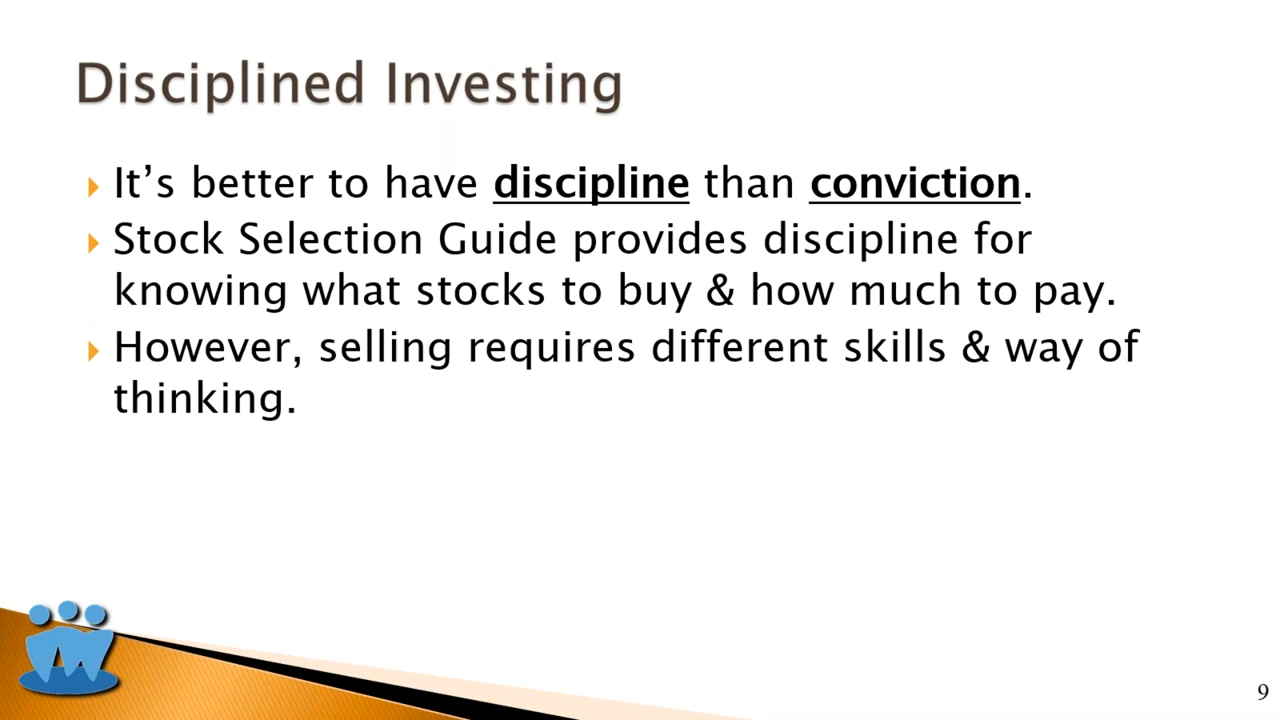 Disciplined Investing
It's better to have discipline than conviction.
Stock Selection Guide provides discipline for
knowing what stocks to buy & how much to pay.
However, selling requires different skills & way of
thinking.
9